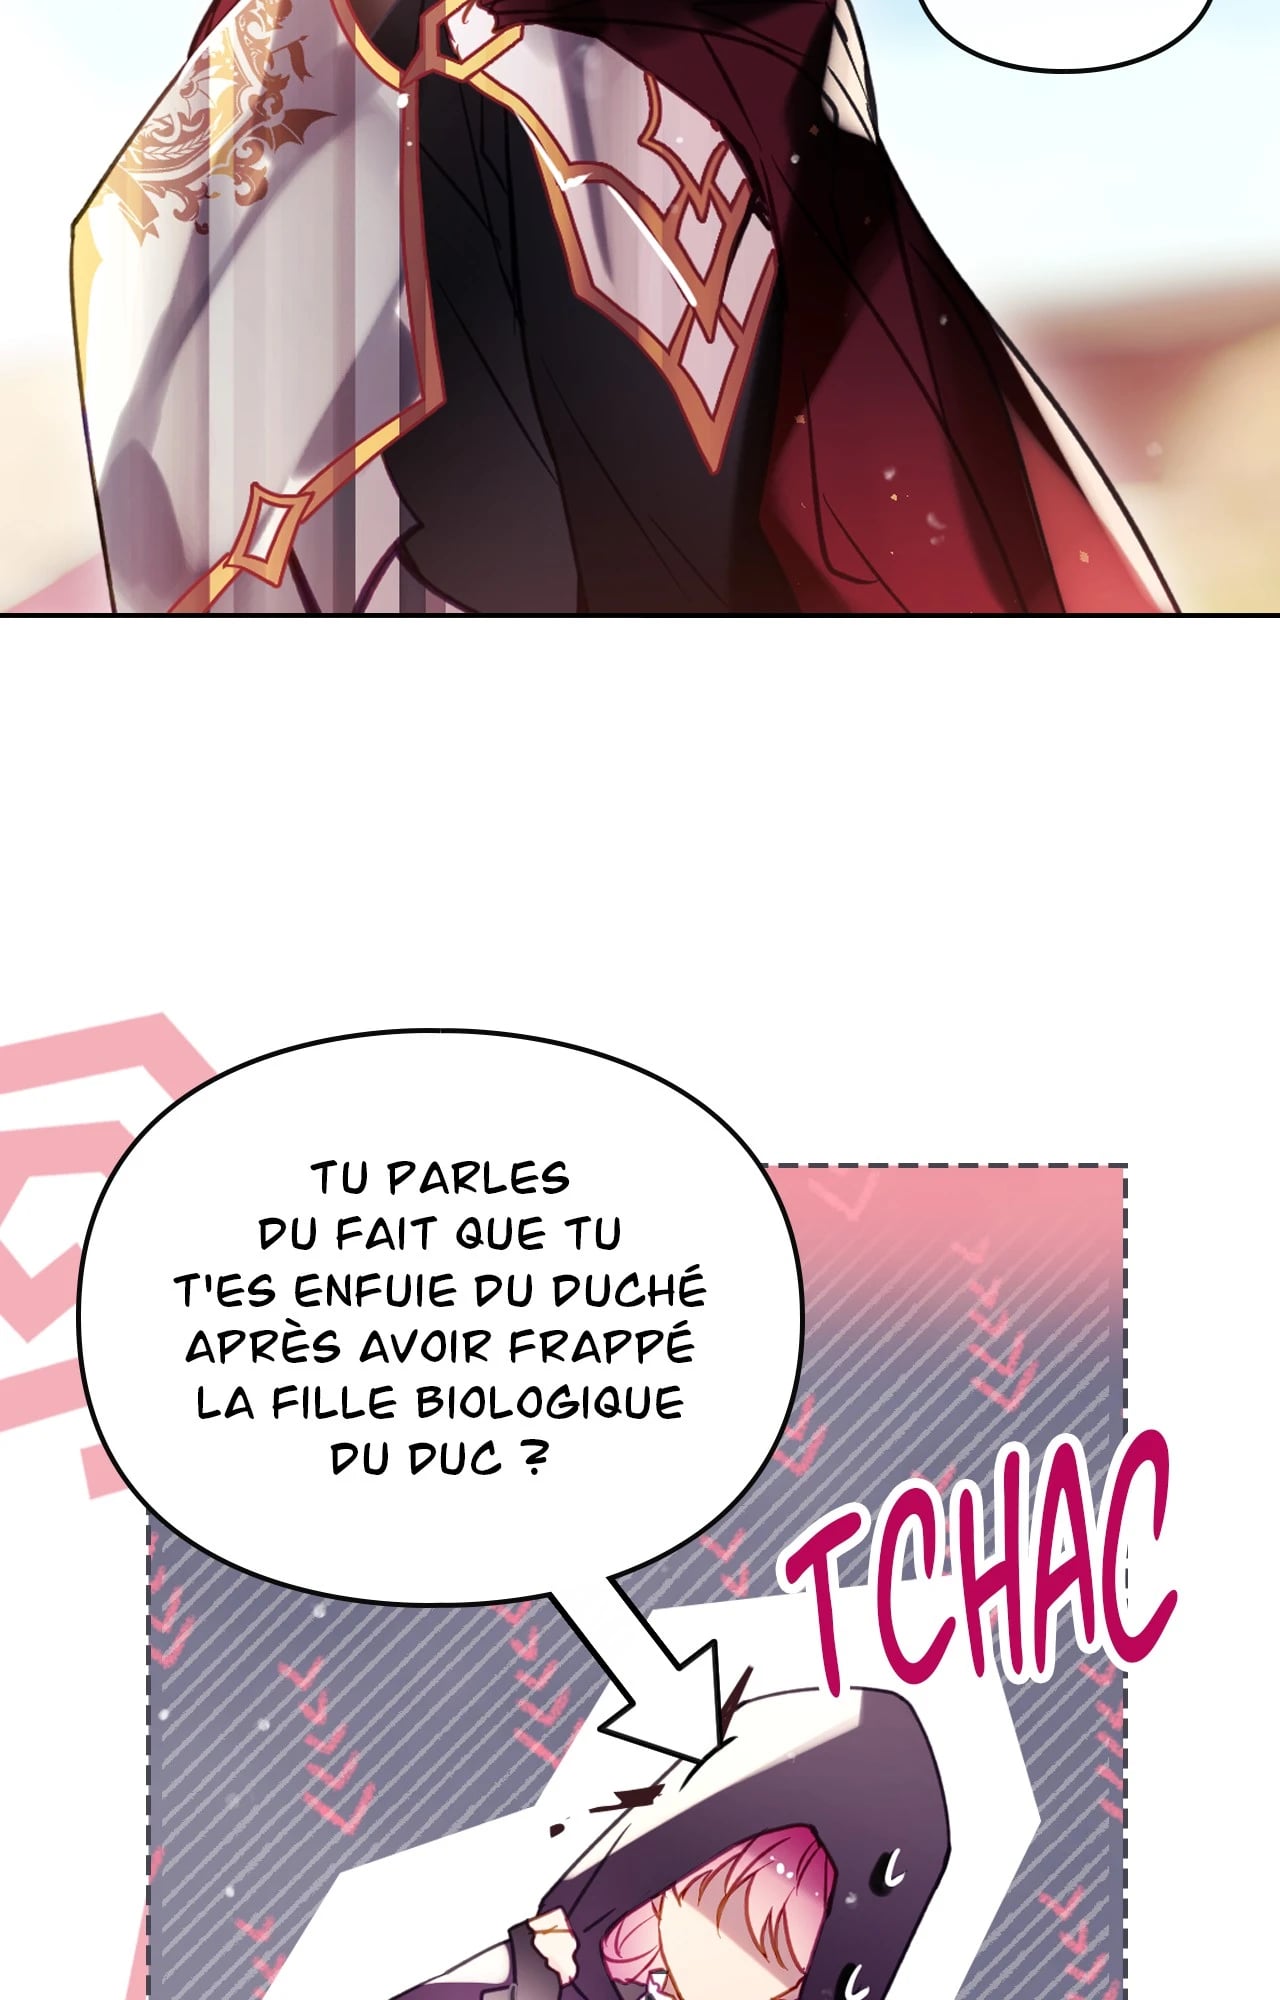 TU PARLES
DU FAIT QUE TU
T'ES ENFUIE DU DUCHÉ
APRÈS AVOIR FRAPPÉ
LA FILLE BIOLOGIQUE
DU DUC ?
TCHAC